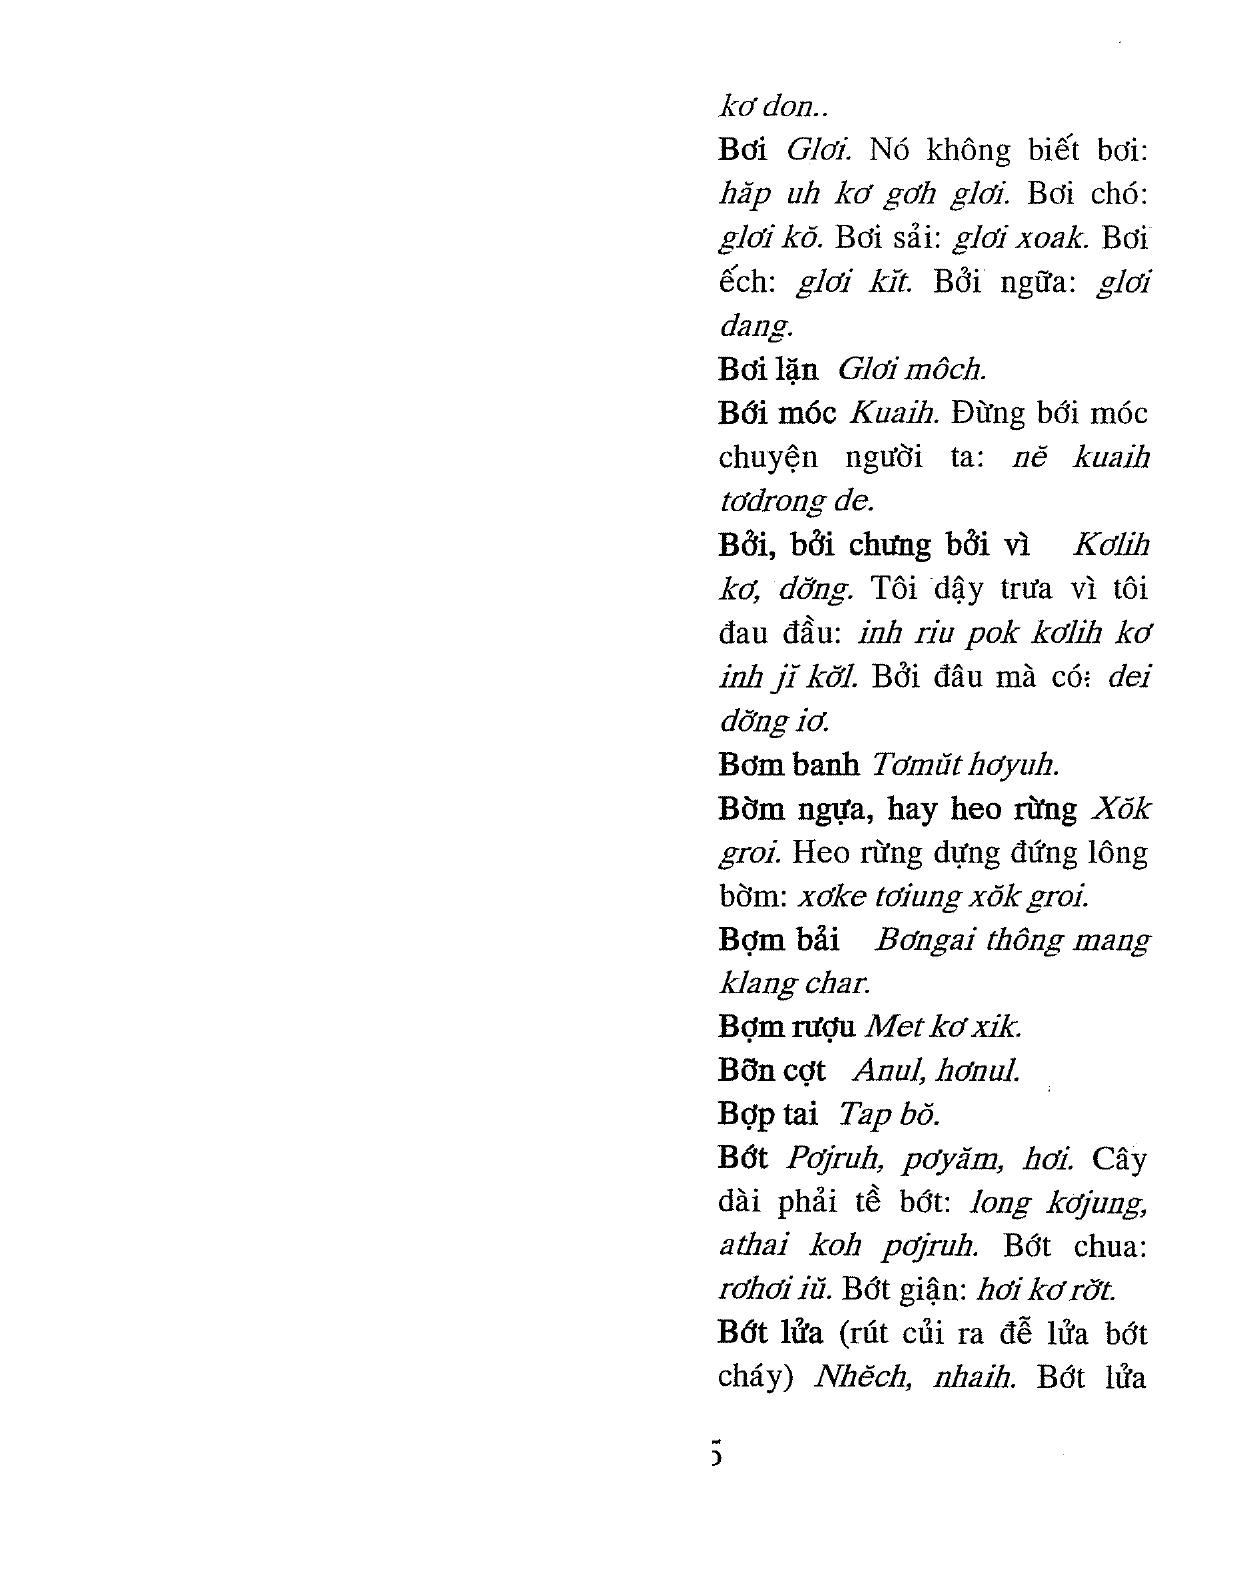 kơ don..
Bơi Glơi. Nó không biết bơi:
hăp uh kơ gơh glơi. Bơi chó:
glơi kŏ. Bơi sải: glơi xoak. Bơi
ếch: glơi kĭt. Bởi ngữa: glơi
dang.
Bơi lặn Glơi môch.
Bới móc Kuaih. Đừng bới móc
chuyện người ta: nĕ kuaih
tơdrong de.
Bởi, bởi chưng bởi vì Kơlih
kơ, dơ̆ng. Tôi dậy trưa vì tôi
đau đầu: inh riu pok kơlih kơ
inh jĭ kơ̆l. Bởi đâu mà có: dei
dơ̆ng iơ.
Bơm banh Tơmŭt hơyuh.
Bờm ngựa, hay heo rừng Xŏk
groi. Heo rừng dựng đứng lông
bờm: xơke tơiung xŏk groi.
Bợm bải Bơngai thông mang
klang char.
Bợm rượu Met kơ xik.
Bỡn cợt Anul, hơnul.
Bợp tai Tap bŏ.
Bớt Pơjruh, pơyăm, hơi. Cây
dài phải tề bớt: long kơjung,
athai koh pơjruh. Bớt chua:
rơhơi iŭ. Bớt giận: hơi kơ rơ̆t.
Bớt lửa (rút củi ra đễ lửa bớt
cháy) Nhĕch, nhaih. Bớt lửa